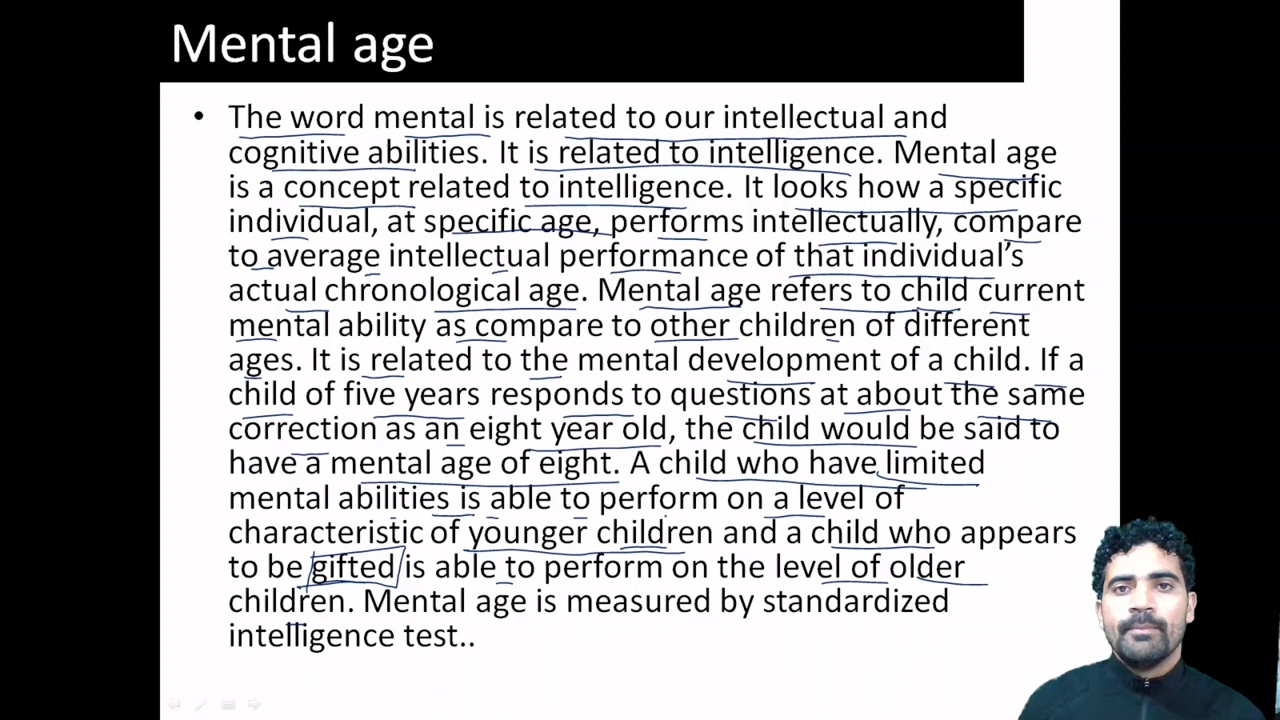 Mental age
• The word mental is related to our intellectual and
cognitive abilities. It is related to intelligence. Mental age
is a concept related to intelligence. It looks how a specific
individual, at specific age, performs intellectually, compare
to average intellectual performance of that individual's
actual chronological age. Mental age refers to child current
mental ability as compare to other children of different
ages. It is related to the mental development of a child. If a
child of five years responds to questions at about the same
correction as an eight year old, the child would be said to
have a mental age of eight. A child who have limited
mental abilities is able to perform on a level of
characteristic of younger children and a child who appears
to be gifted is able to perform on the level of older
children. Mental age is measured by standardized
intelligence test..